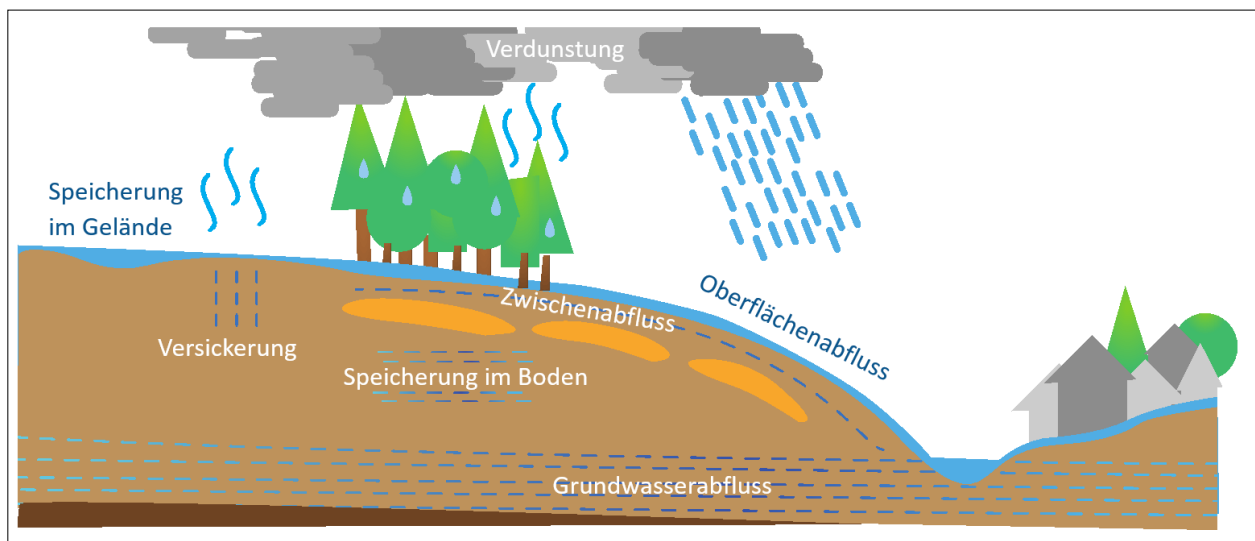 Verdunstung
Speicherung
im Gelände
Oberflächenabfluss
Zwischenabfluss
Versickerung
Speicherung im Boden
Grundwasserabfluss